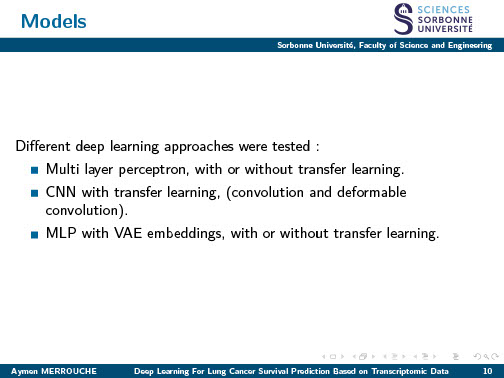 Models
SCIENCES
SORBONNE
UNIVERSITÉ
Sorbonne Université, Faculty of Science and Engineering
Different deep learning approaches were tested :
Multi layer perceptron, with or without transfer learning.
CNN with transfer learning, (convolution and deformable
convolution).
MLP with VAE embeddings, with or without transfer learning.
Aymen MERROUCHE Deep Learning For Lung Cancer Survival Prediction Based on Transcriptomic Data 10